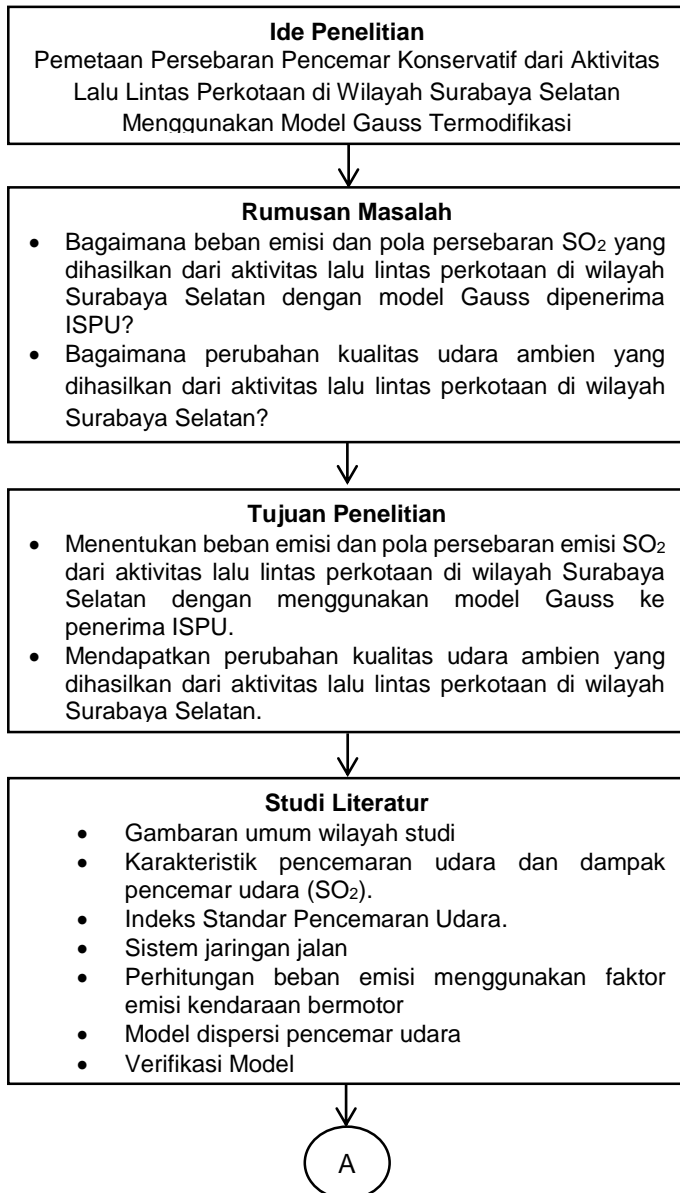 Ide Penelitian
Pemetaan Persebaran Pencemar Konservatif dari Aktivitas
Lalu Lintas Perkotaan di Wilayah Surabaya Selatan
Menggunakan Model Gauss Termodifikasi
Rumusan Masalah
• Bagaimana beban emisi dan pola persebaran SO₂ yang
dihasilkan dari aktivitas lalu lintas perkotaan di wilayah
Surabaya Selatan dengan model Gauss dipenerima
ISPU?
• Bagaimana perubahan kualitas udara ambien yang
dihasilkan dari aktivitas lalu lintas perkotaan di wilayah
Surabaya Selatan?
Tujuan Penelitian
• Menentukan beban emisi dan pola persebaran emisi SO₂
dari aktivitas lalu lintas perkotaan di wilayah Surabaya
Selatan dengan menggunakan model Gauss ke
penerima ISPU.
• Mendapatkan perubahan kualitas udara ambien yang
dihasilkan dari aktivitas lalu lintas perkotaan di wilayah
Surabaya Selatan.
Studi Literatur
• Gambaran umum wilayah studi
• Karakteristik pencemaran udara dan dampak
pencemar udara (SO₂).
• Indeks Standar Pencemaran Udara.
• Sistem jaringan jalan
• Perhitungan beban emisi menggunakan faktor
emisi kendaraan bermotor
• Model dispersi pencemar udara
• Verifikasi Model
A